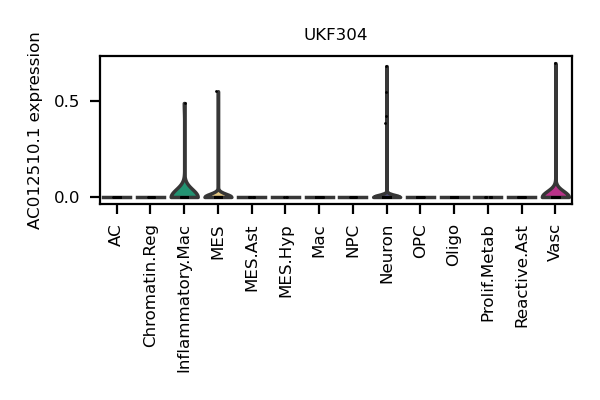 UKF304
AC012510.1 expression
0.5
0.0
AC
Chromatin.Reg
Inflammatory.Mac
MES
MES.Ast
MES.Hyp
Mac
NPC
Neuron
OPC
Oligo
Prolif.Metab
Reactive.Ast
Vasc